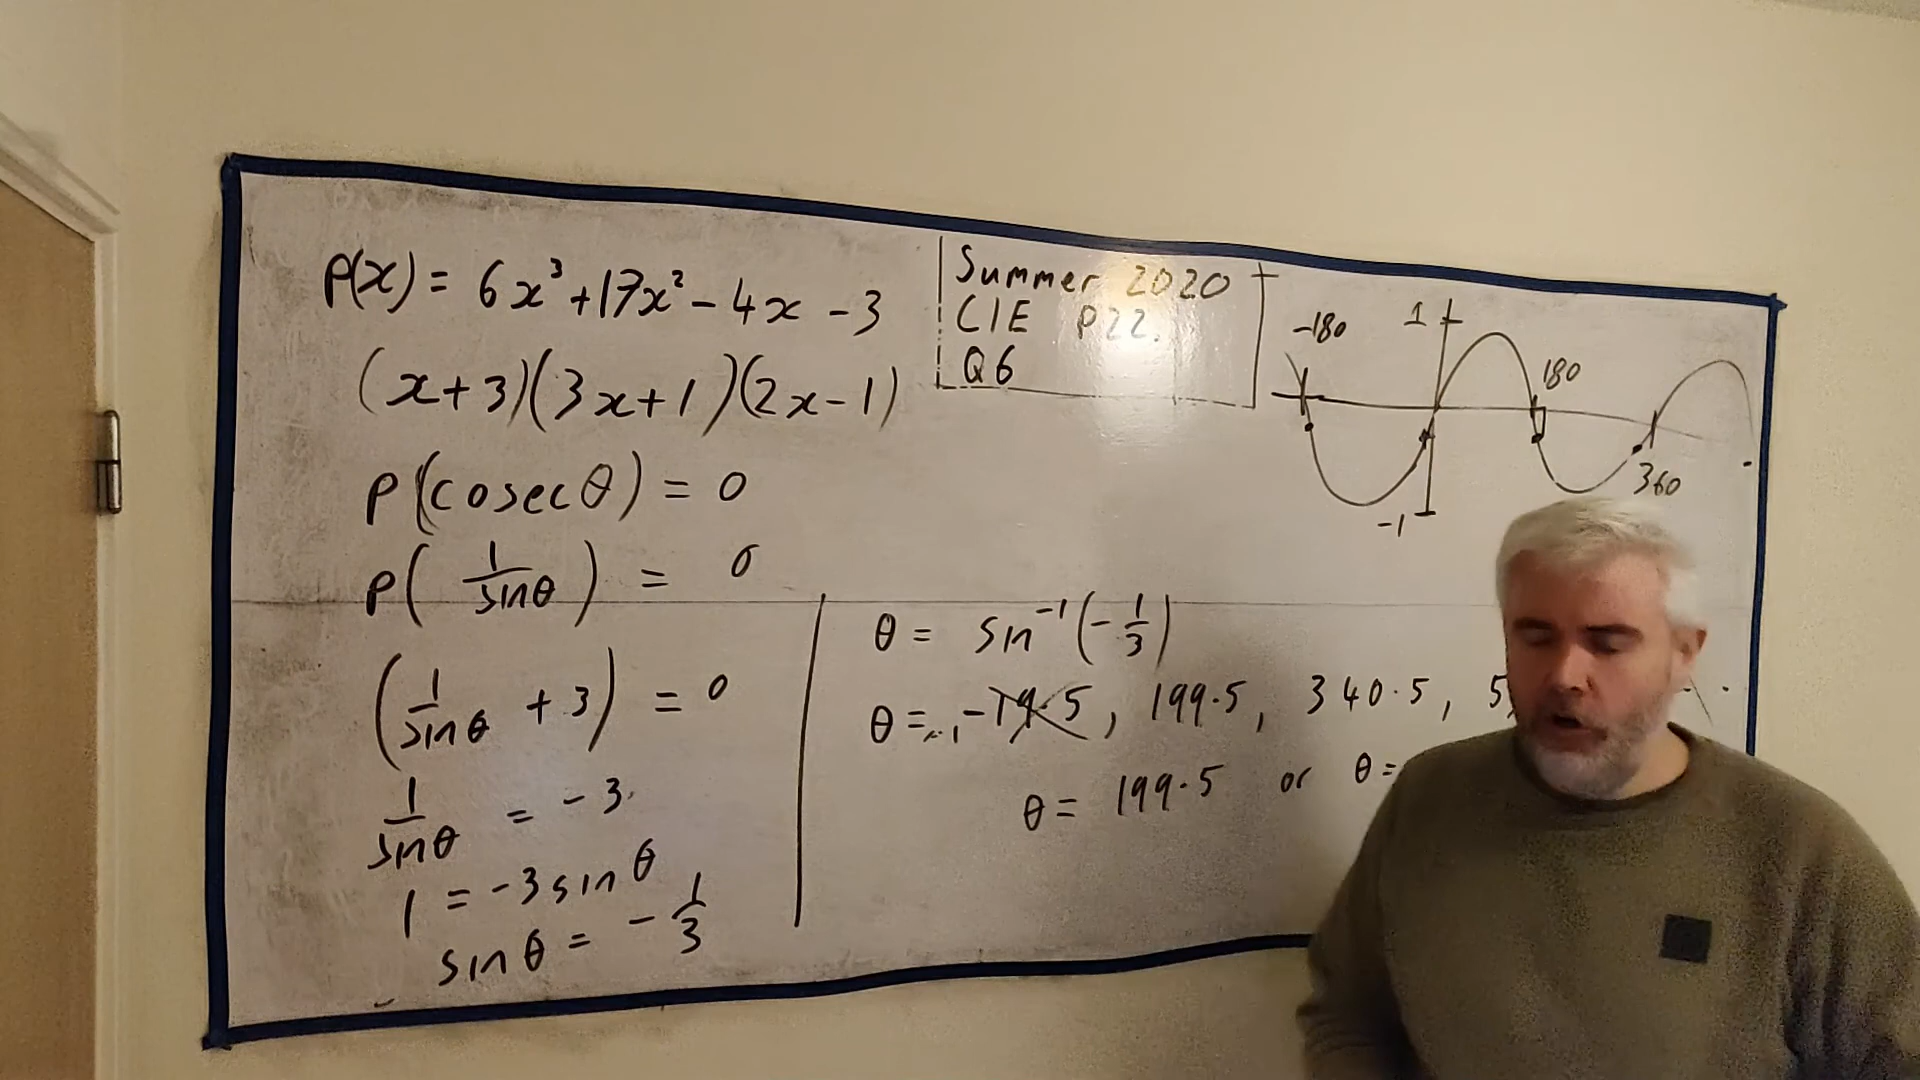 p(x) = 6x³ + 17x² - 4x - 3
(x+3)(3x+1)(2x-1)
p(cosec θ) = 0
p(1/sinθ) = 0
(1/sinθ + 3) = 0
1/sinθ = -3
1 = -3 sin θ
sin θ = -1/3
Summer 2020
CIE P22.
Q6
-180
1
180
360
-1
θ = sin⁻¹(-1/3)
θ = -19.5, 199.5, 340.5,
θ = 199.5 or θ =